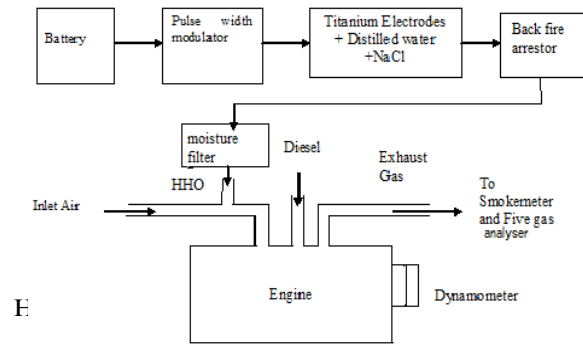 Battery
Pulse width
modulator
Titanium Electrodes
+ Distilled water
+NaCl
Back fire
arrestor
moisture
filter
Diesel
Exhaust
Gas
HHO
Inlet Air
To
Smokemeter
and Five gas
analyser
Engine
Dynamometer
H